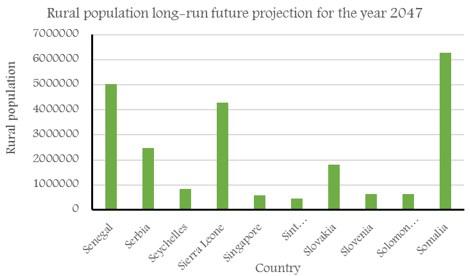 Rural population long-run future projection for the year 2047
7000000
6000000
5000000
4000000
3000000
2000000
1000000
0
Rural population
Senegal
Serbia
Seychelles
Sierra Leone
Singapore
Sint...
Slovakia
Slovenia
Solomon...
Somalia
Country